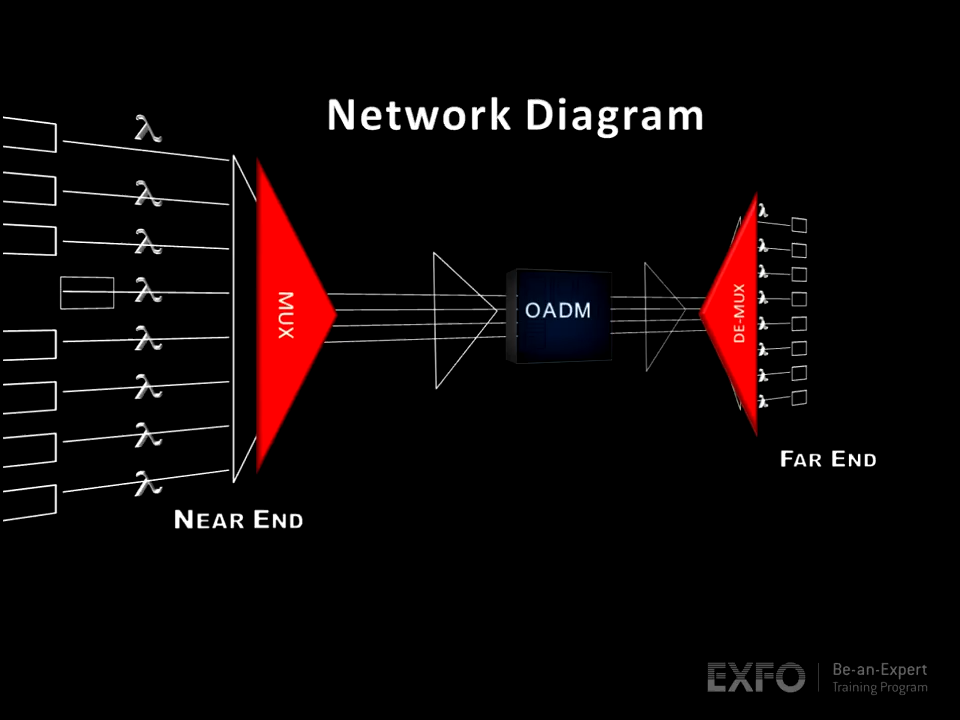 Network Diagram
λ
λ
λ
λ
λ
λ
λ
λ
MUX
OADM
DE-MUX
λ
λ
λ
λ
λ
λ
λ
λ
NEAR END
FAR END
EXFO
Be-an-Expert
Training Program